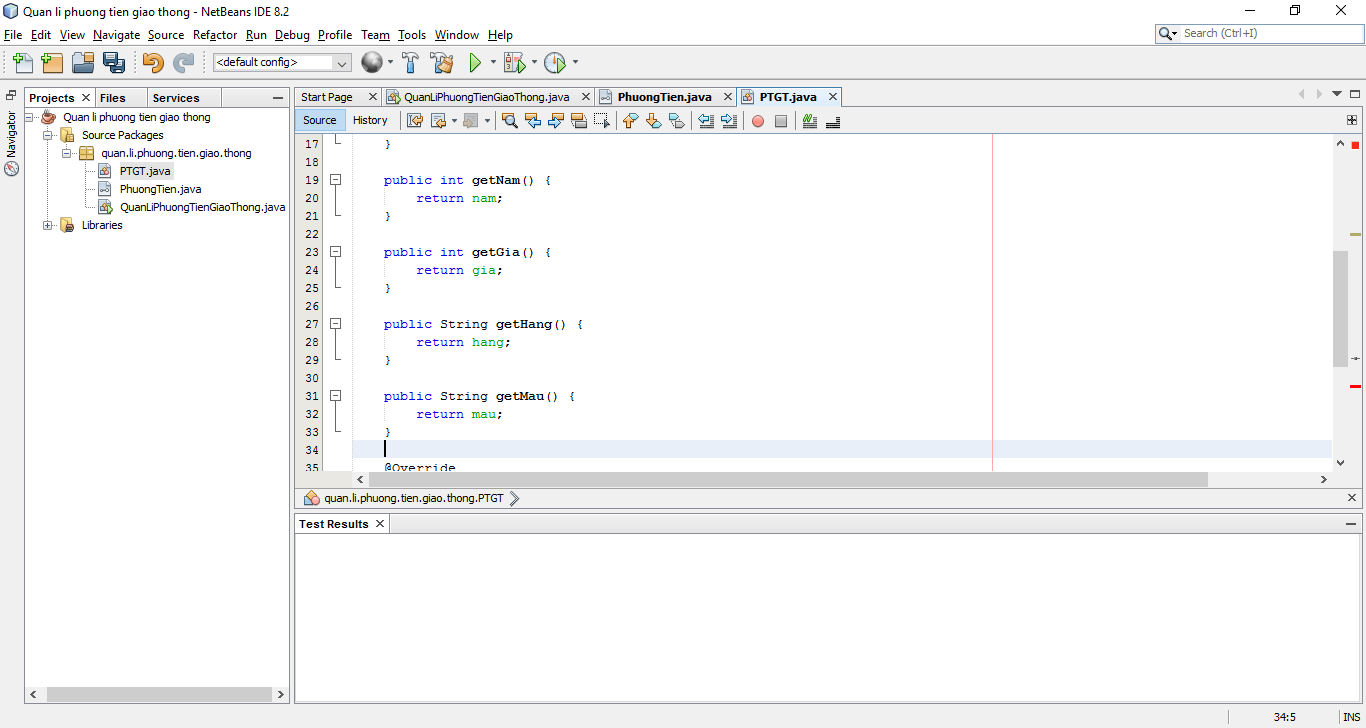 Quan li phuong tien giao thong - NetBeans IDE 8.2
File Edit View Navigate Source Refactor Run Debug Profile Team Tools Window Help
Search (Ctrl+I)
<default config>
Projects Files Services
Navigator
Quan li phuong tien giao thong
Source Packages
quan.li.phuong.tien.giao.thong
PTGT.java
PhuongTien.java
QuanLiPhuongTienGiaoThong.java
Libraries
Start Page QuanLiPhuongTienGiaoThong.java PhuongTien.java PTGT.java
Source History
17 }
18
19 public int getNam() {
20 return nam;
21 }
22
23 public int getGia() {
24 return gia;
25 }
26
27 public String getHang() {
28 return hang;
29 }
30
31 public String getMau() {
32 return mau;
33 }
34
35 @Override
quan.li.phuong.tien.giao.thong.PTGT
Test Results
34:5 INS